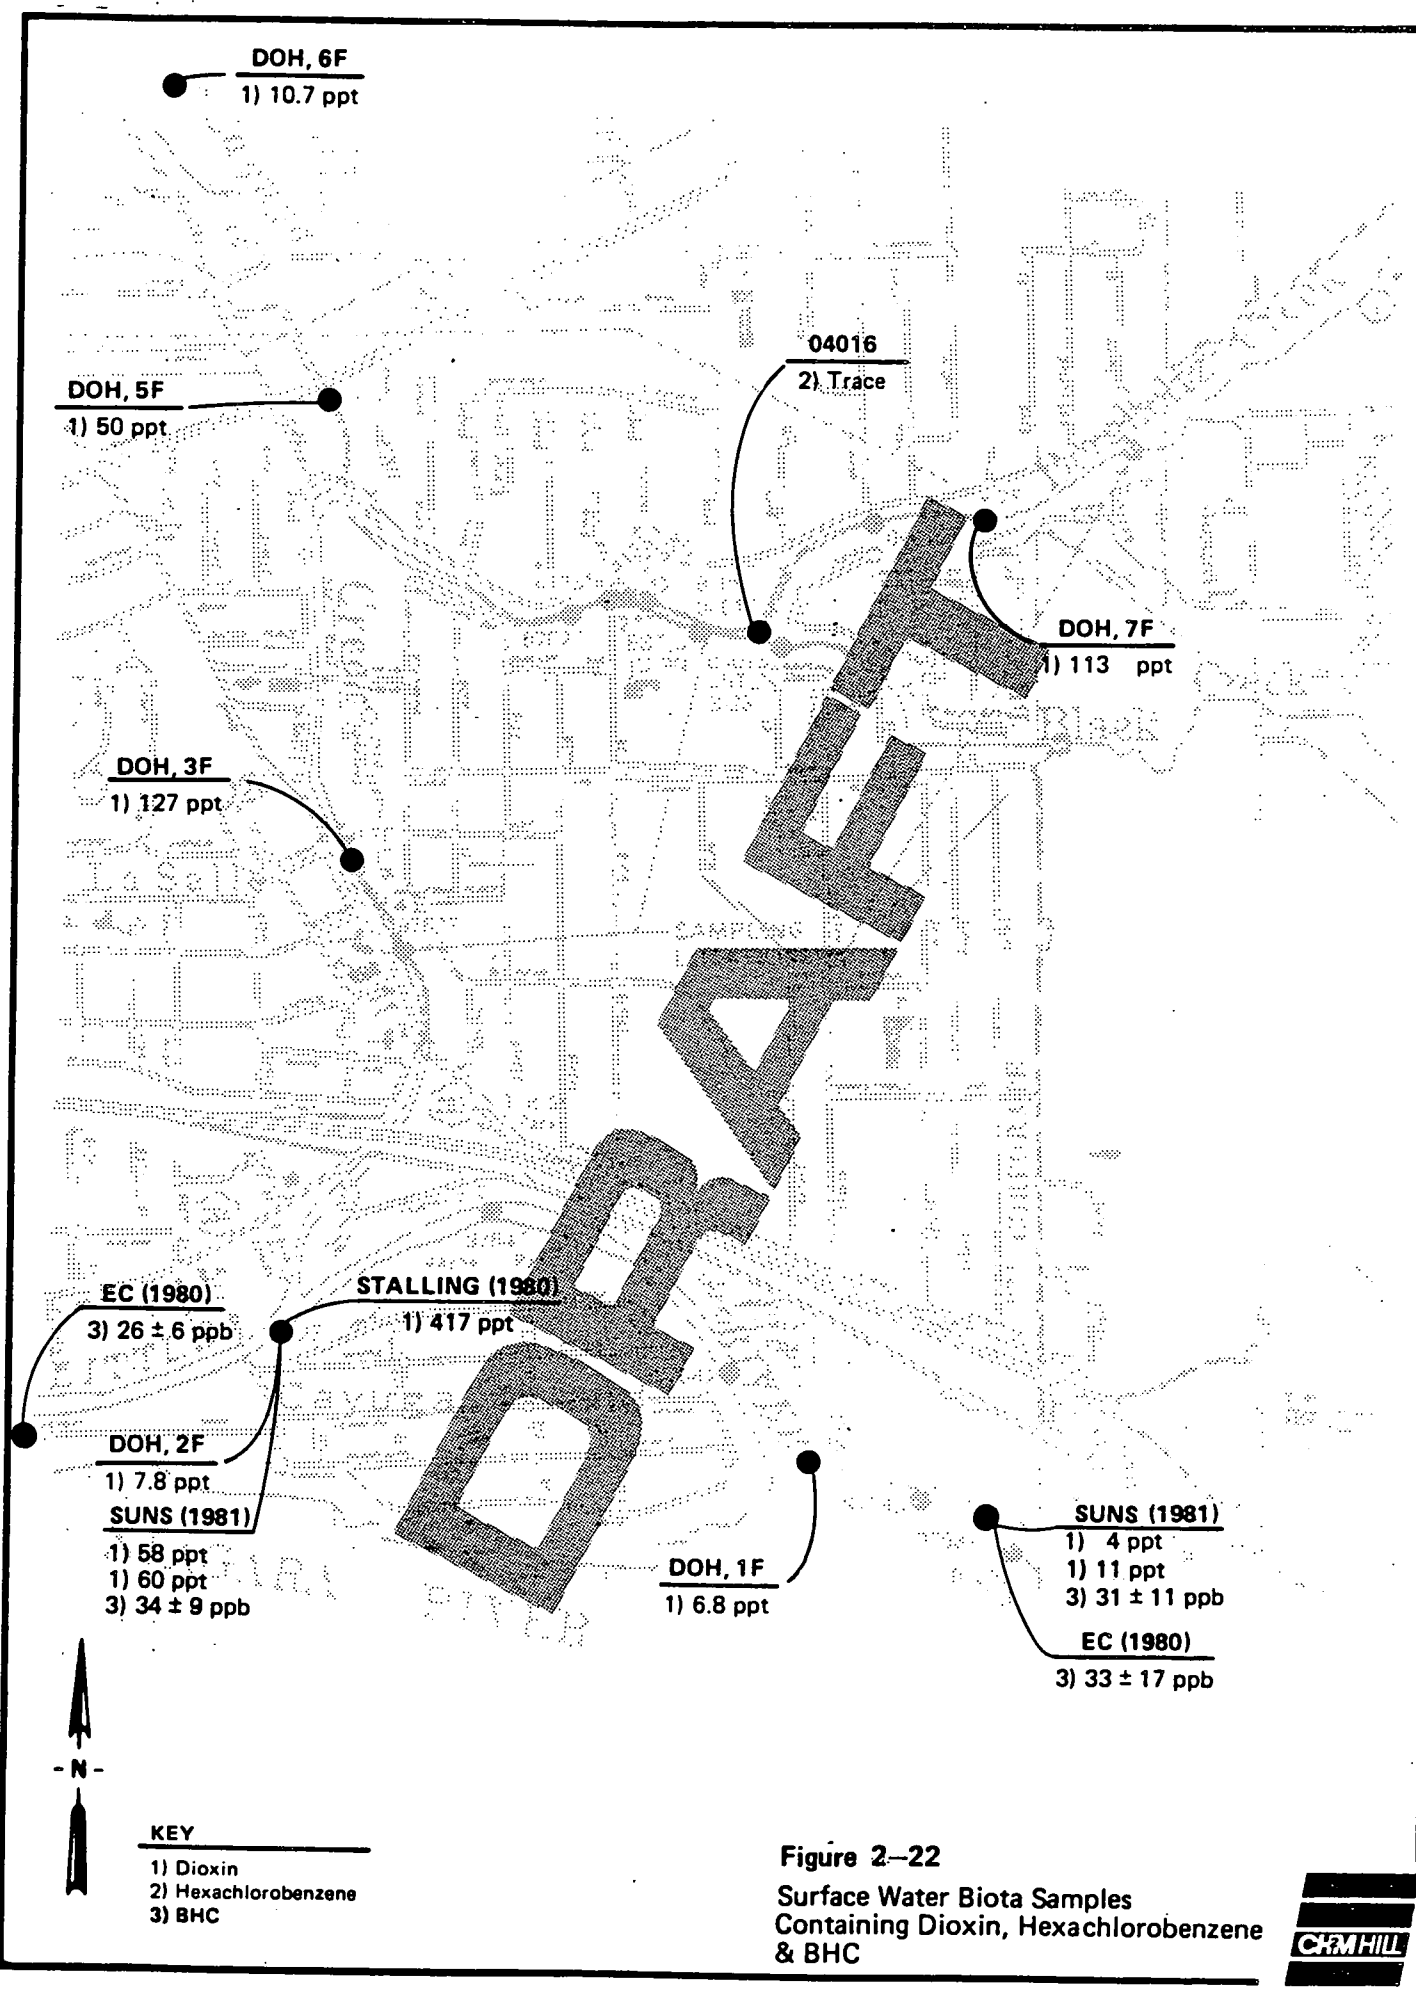 DOH, 6F
1) 10.7 ppt
04016
2) Trace
DOH, 5F
1) 50 ppt
DOH, 7F
1) 113 ppt
Black
Creek
DOH, 3F
1) 127 ppt
La Salle
SAMPLING
DRAFT
EC (1980)
3) 26 ± 6 ppb
STALLING (1980)
1) 417 ppt
Cayuga
DOH, 2F
1) 7.8 ppt
SUNS (1981)
1) 58 ppt
1) 60 ppt
3) 34 ± 9 ppb
DOH, 1F
1) 6.8 ppt
SUNS (1981)
1) 4 ppt
1) 11 ppt
3) 31 ± 11 ppb
EC (1980)
3) 33 ± 17 ppb
RIVER
- N -
KEY
1) Dioxin
2) Hexachlorobenzene
3) BHC
Figure 2–22
Surface Water Biota Samples
Containing Dioxin, Hexachlorobenzene
& BHC
CH2M HILL